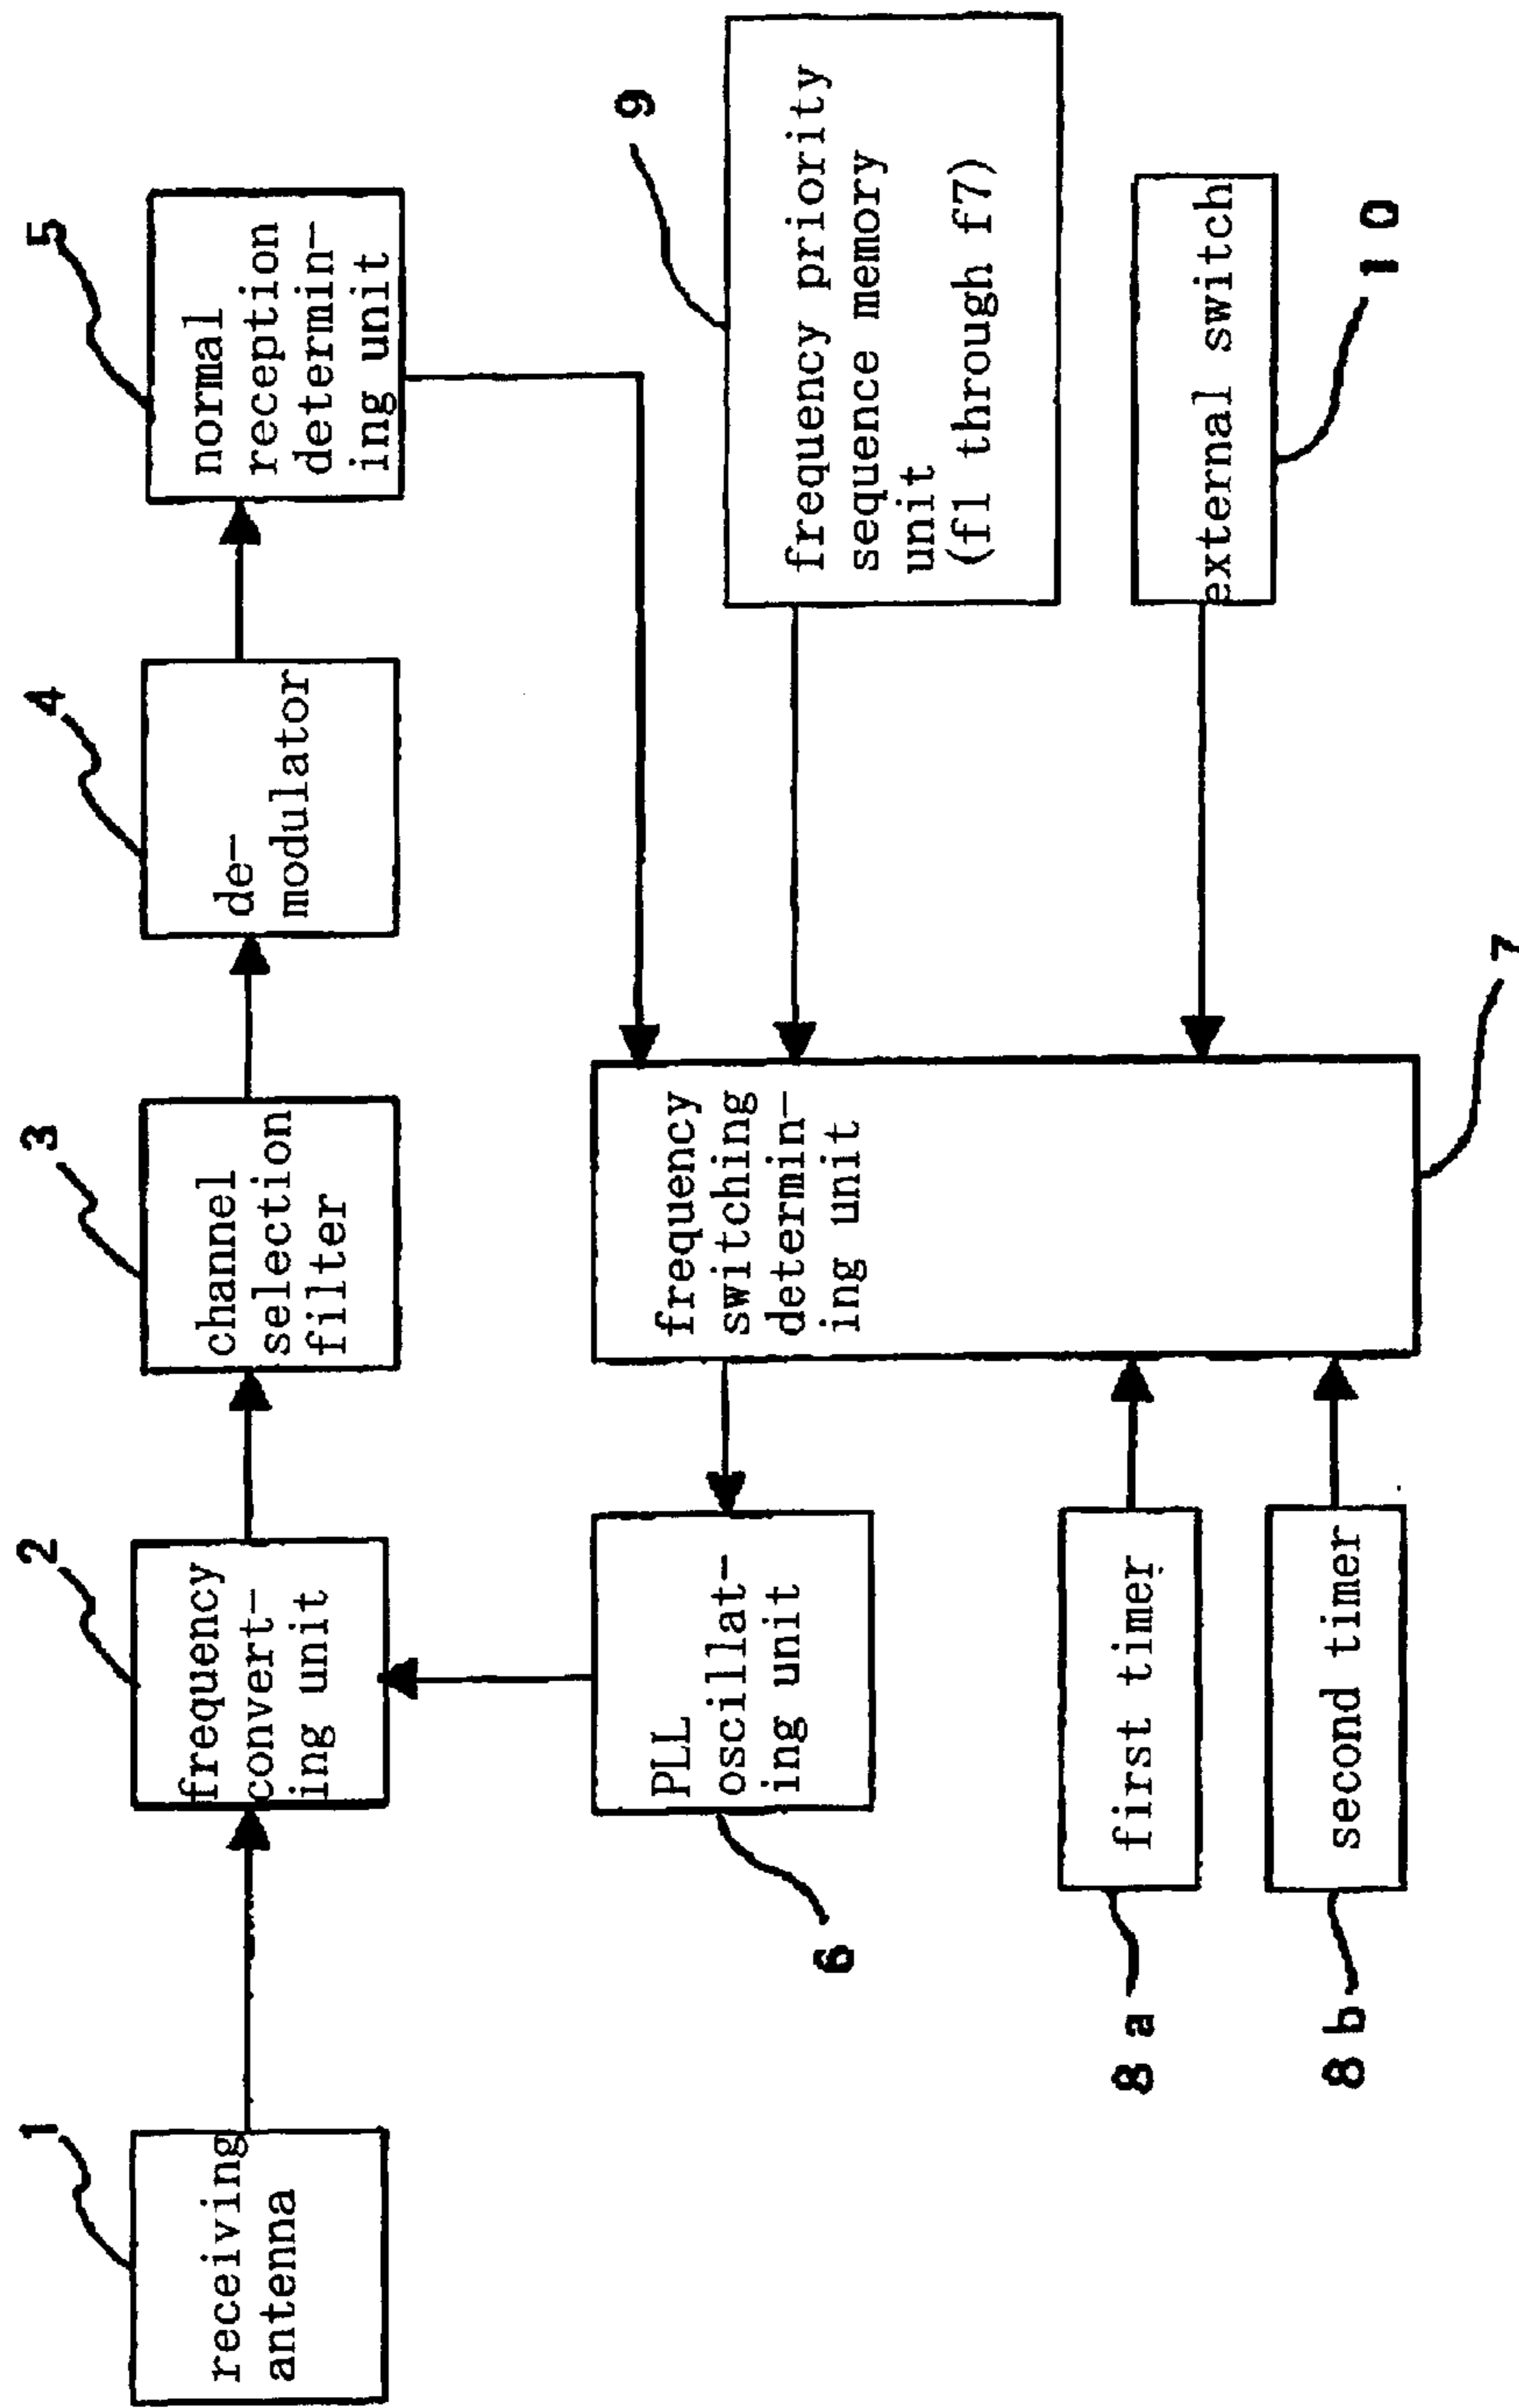 1
receiving
antenna
2
frequency
convert-
ing unit
3
channel
selection
filter
4
de-
modulator
5
normal
reception
determin-
ing unit
PLL
oscillat-
ing unit
6
frequency
switching
determin-
ing unit
7
9
frequency priority
sequence memory
unit
(f1 through f7)
8a
first timer
8b
second timer
external switch
10